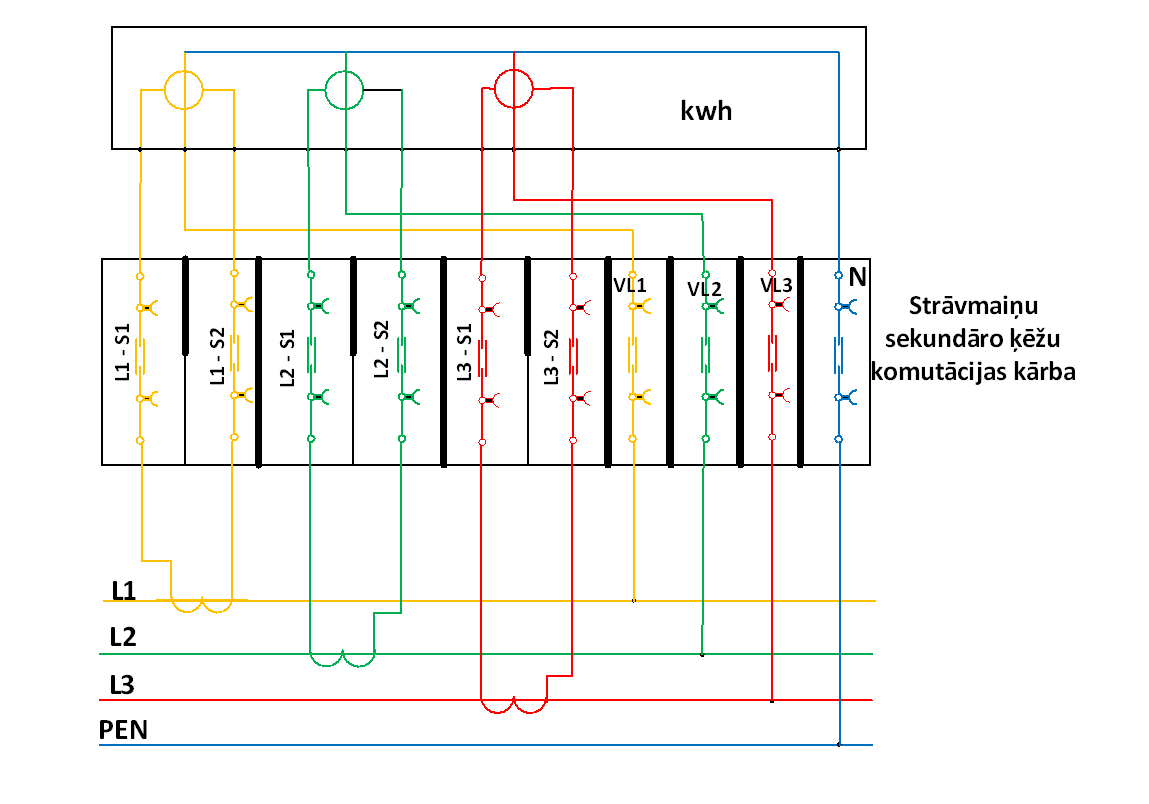 kwh
L1 - S1
L1 - S2
L2 - S1
L2 - S2
L3 - S1
L3 - S2
VL1
VL2
VL3
N
Strāvmaiņu
sekundāro ķēžu
komutācijas kārba
L1
L2
L3
PEN